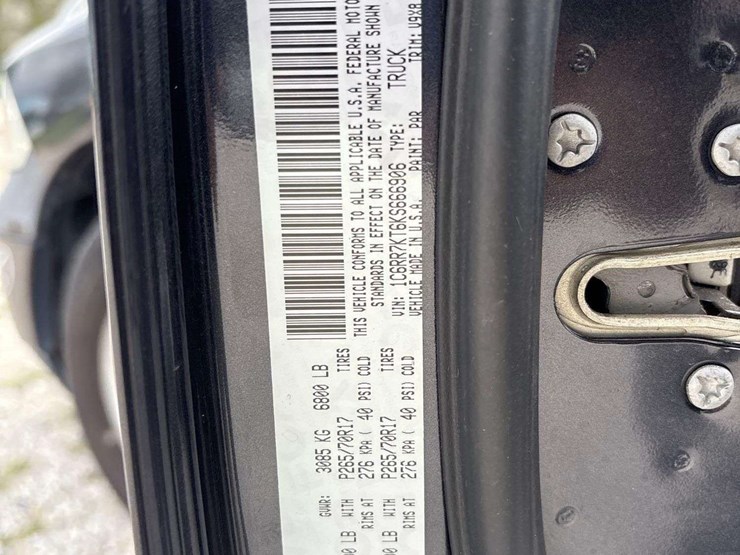 GVWR: 3085 KG 6800 LB
LB WITH P265/70R17 TIRES
RIMS AT 276 KPA ( 40 PSI) COLD
LB WITH P265/70R17 TIRES
RIMS AT 276 KPA ( 40 PSI) COLD
THIS VEHICLE CONFORMS TO ALL APPLICABLE U.S.A. FEDERAL MOTO
STANDARDS IN EFFECT ON THE DATE OF MANUFACTURE SHOWN
VIN: 1C6RR7KT6KS666906 TYPE: TRUCK
VEHICLE MADE IN U.S.A. PAINT: PAR TRIM: V9X8